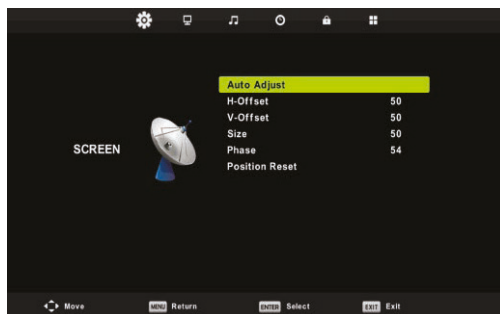 Auto Adjust
H-Offset 50
V-Offset 50
Size 50
SCREEN
Phase 54
Position Reset
Move MENU Return ENTER Select EXIT Exit